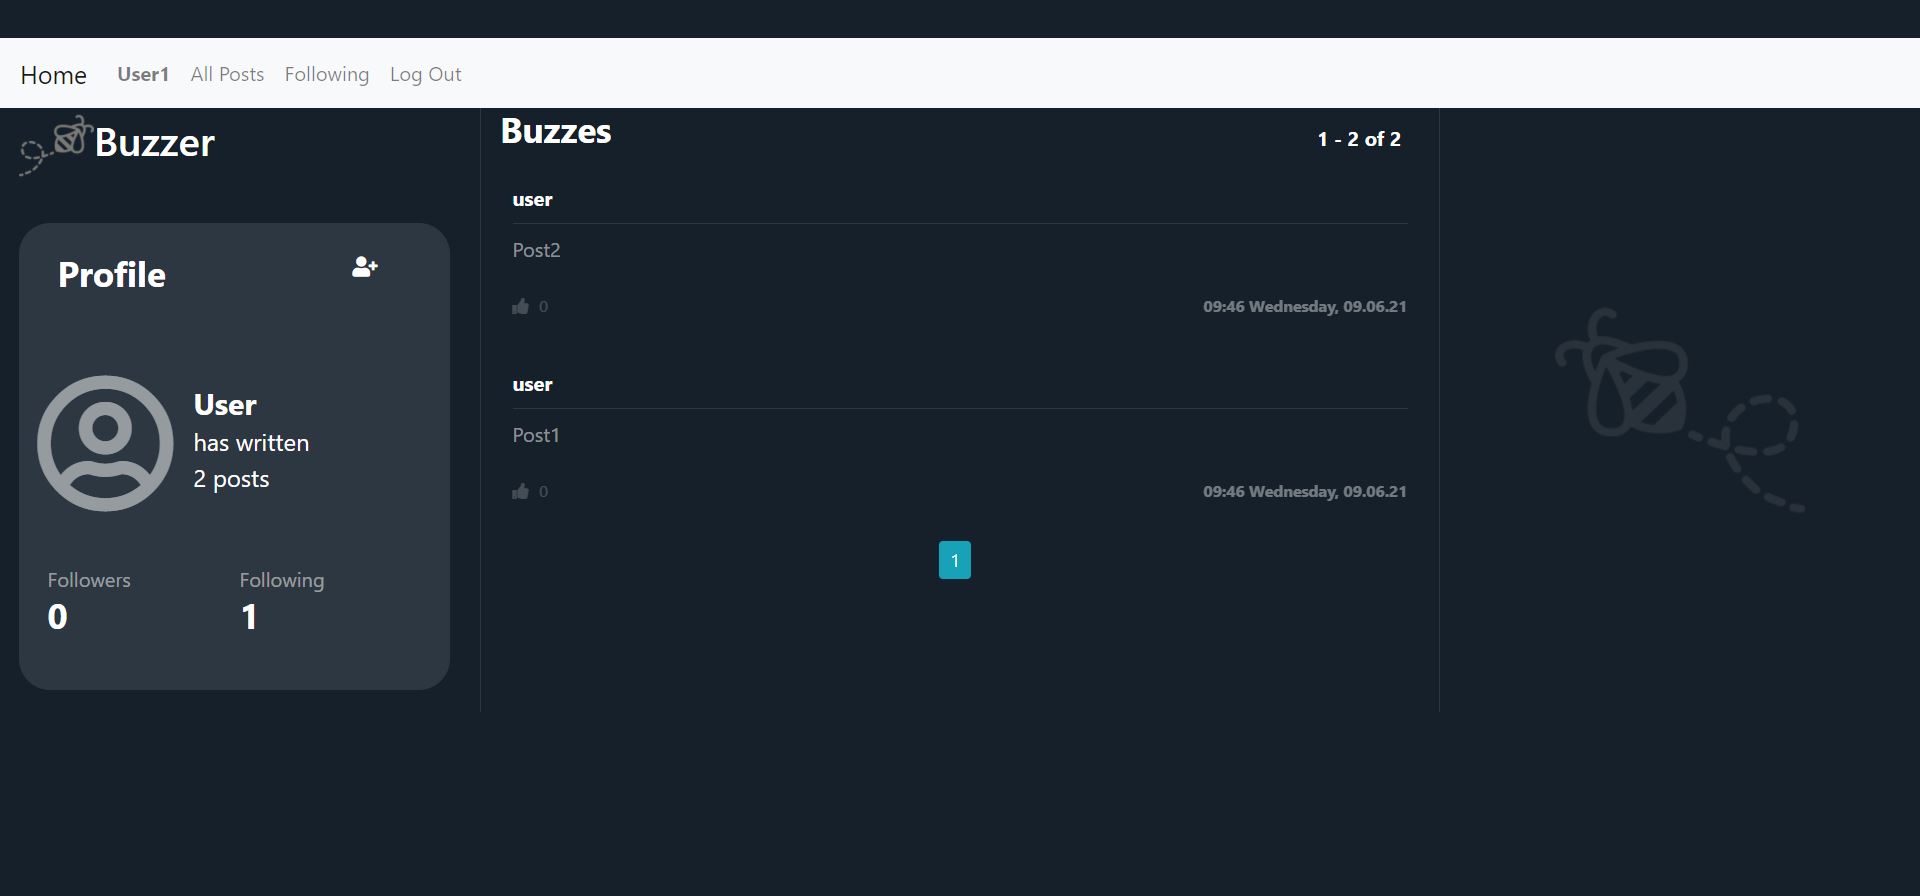 Home User1 All Posts Following Log Out
Buzzer
Profile
User
has written
2 posts
Followers Following
0 1
Buzzes 1 - 2 of 2
user
Post2
0 09:46 Wednesday, 09.06.21
user
Post1
0 09:46 Wednesday, 09.06.21
1